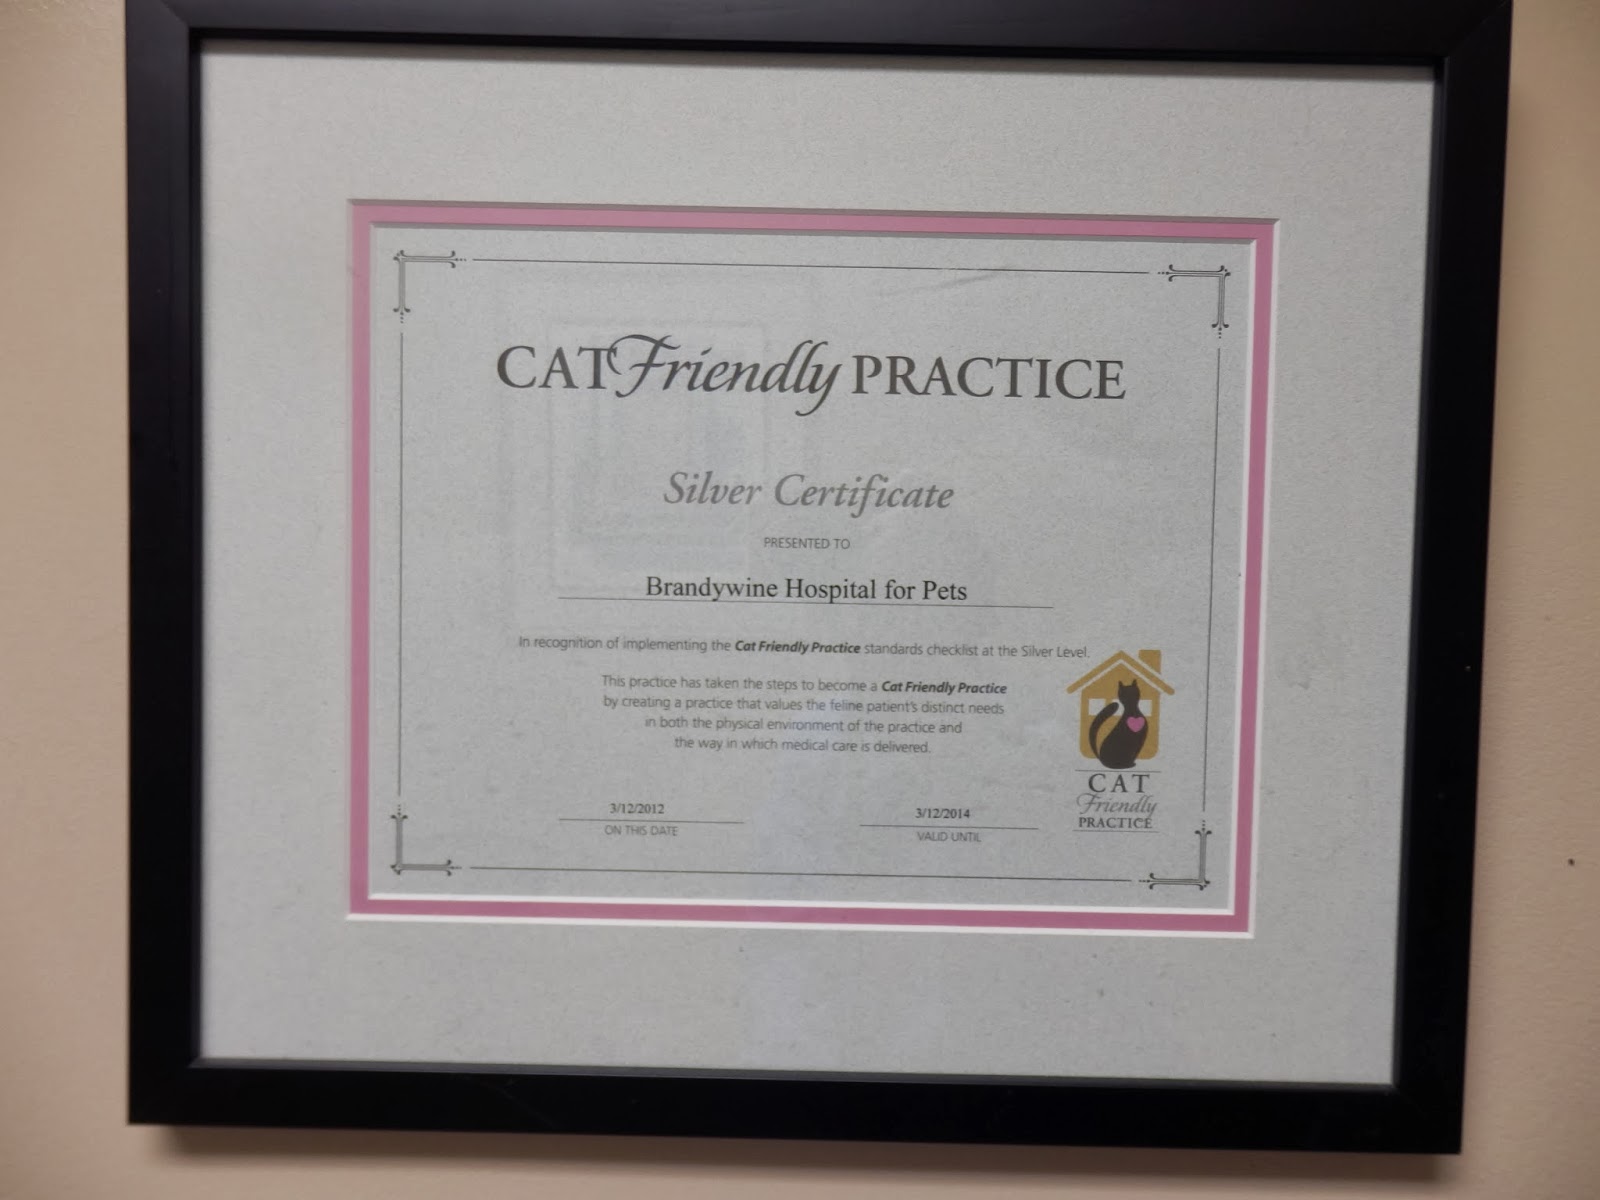 CAT Friendly PRACTICE
Silver Certificate
PRESENTED TO
Brandywine Hospital for Pets
In recognition of implementing the Cat Friendly Practice standards checklist at the Silver Level.
This practice has taken the steps to become a Cat Friendly Practice
by creating a practice that values the feline patient's distinct needs
in both the physical environment of the practice and
the way in which medical care is delivered.
3/12/2012
ON THIS DATE
3/12/2014
VALID UNTIL
CAT
Friendly
PRACTICE